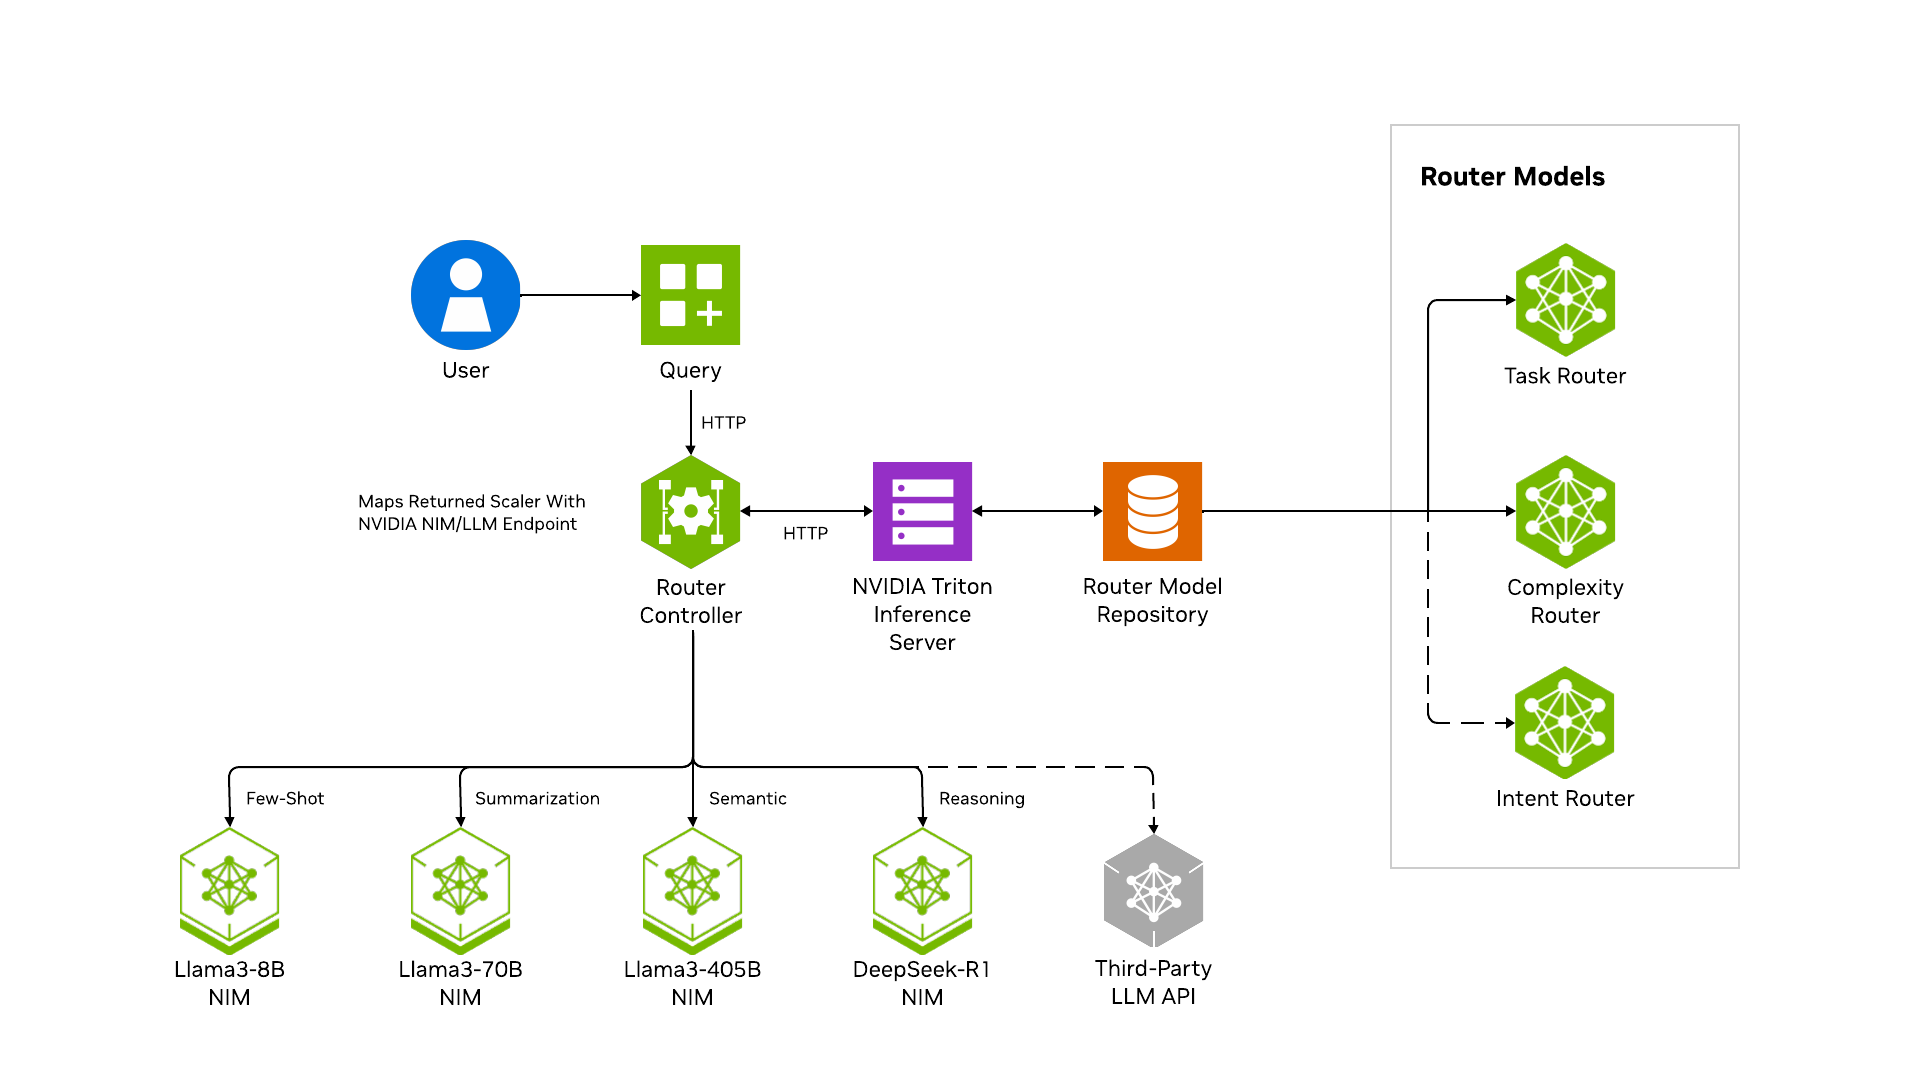 Router Models
User
Query
Task Router
HTTP
Maps Returned Scaler With
NVIDIA NIM/LLM Endpoint
HTTP
Router
Controller
NVIDIA Triton
Inference
Server
Router Model
Repository
Complexity
Router
Intent Router
Few-Shot
Summarization
Semantic
Reasoning
Llama3-8B
NIM
Llama3-70B
NIM
Llama3-405B
NIM
DeepSeek-R1
NIM
Third-Party
LLM API